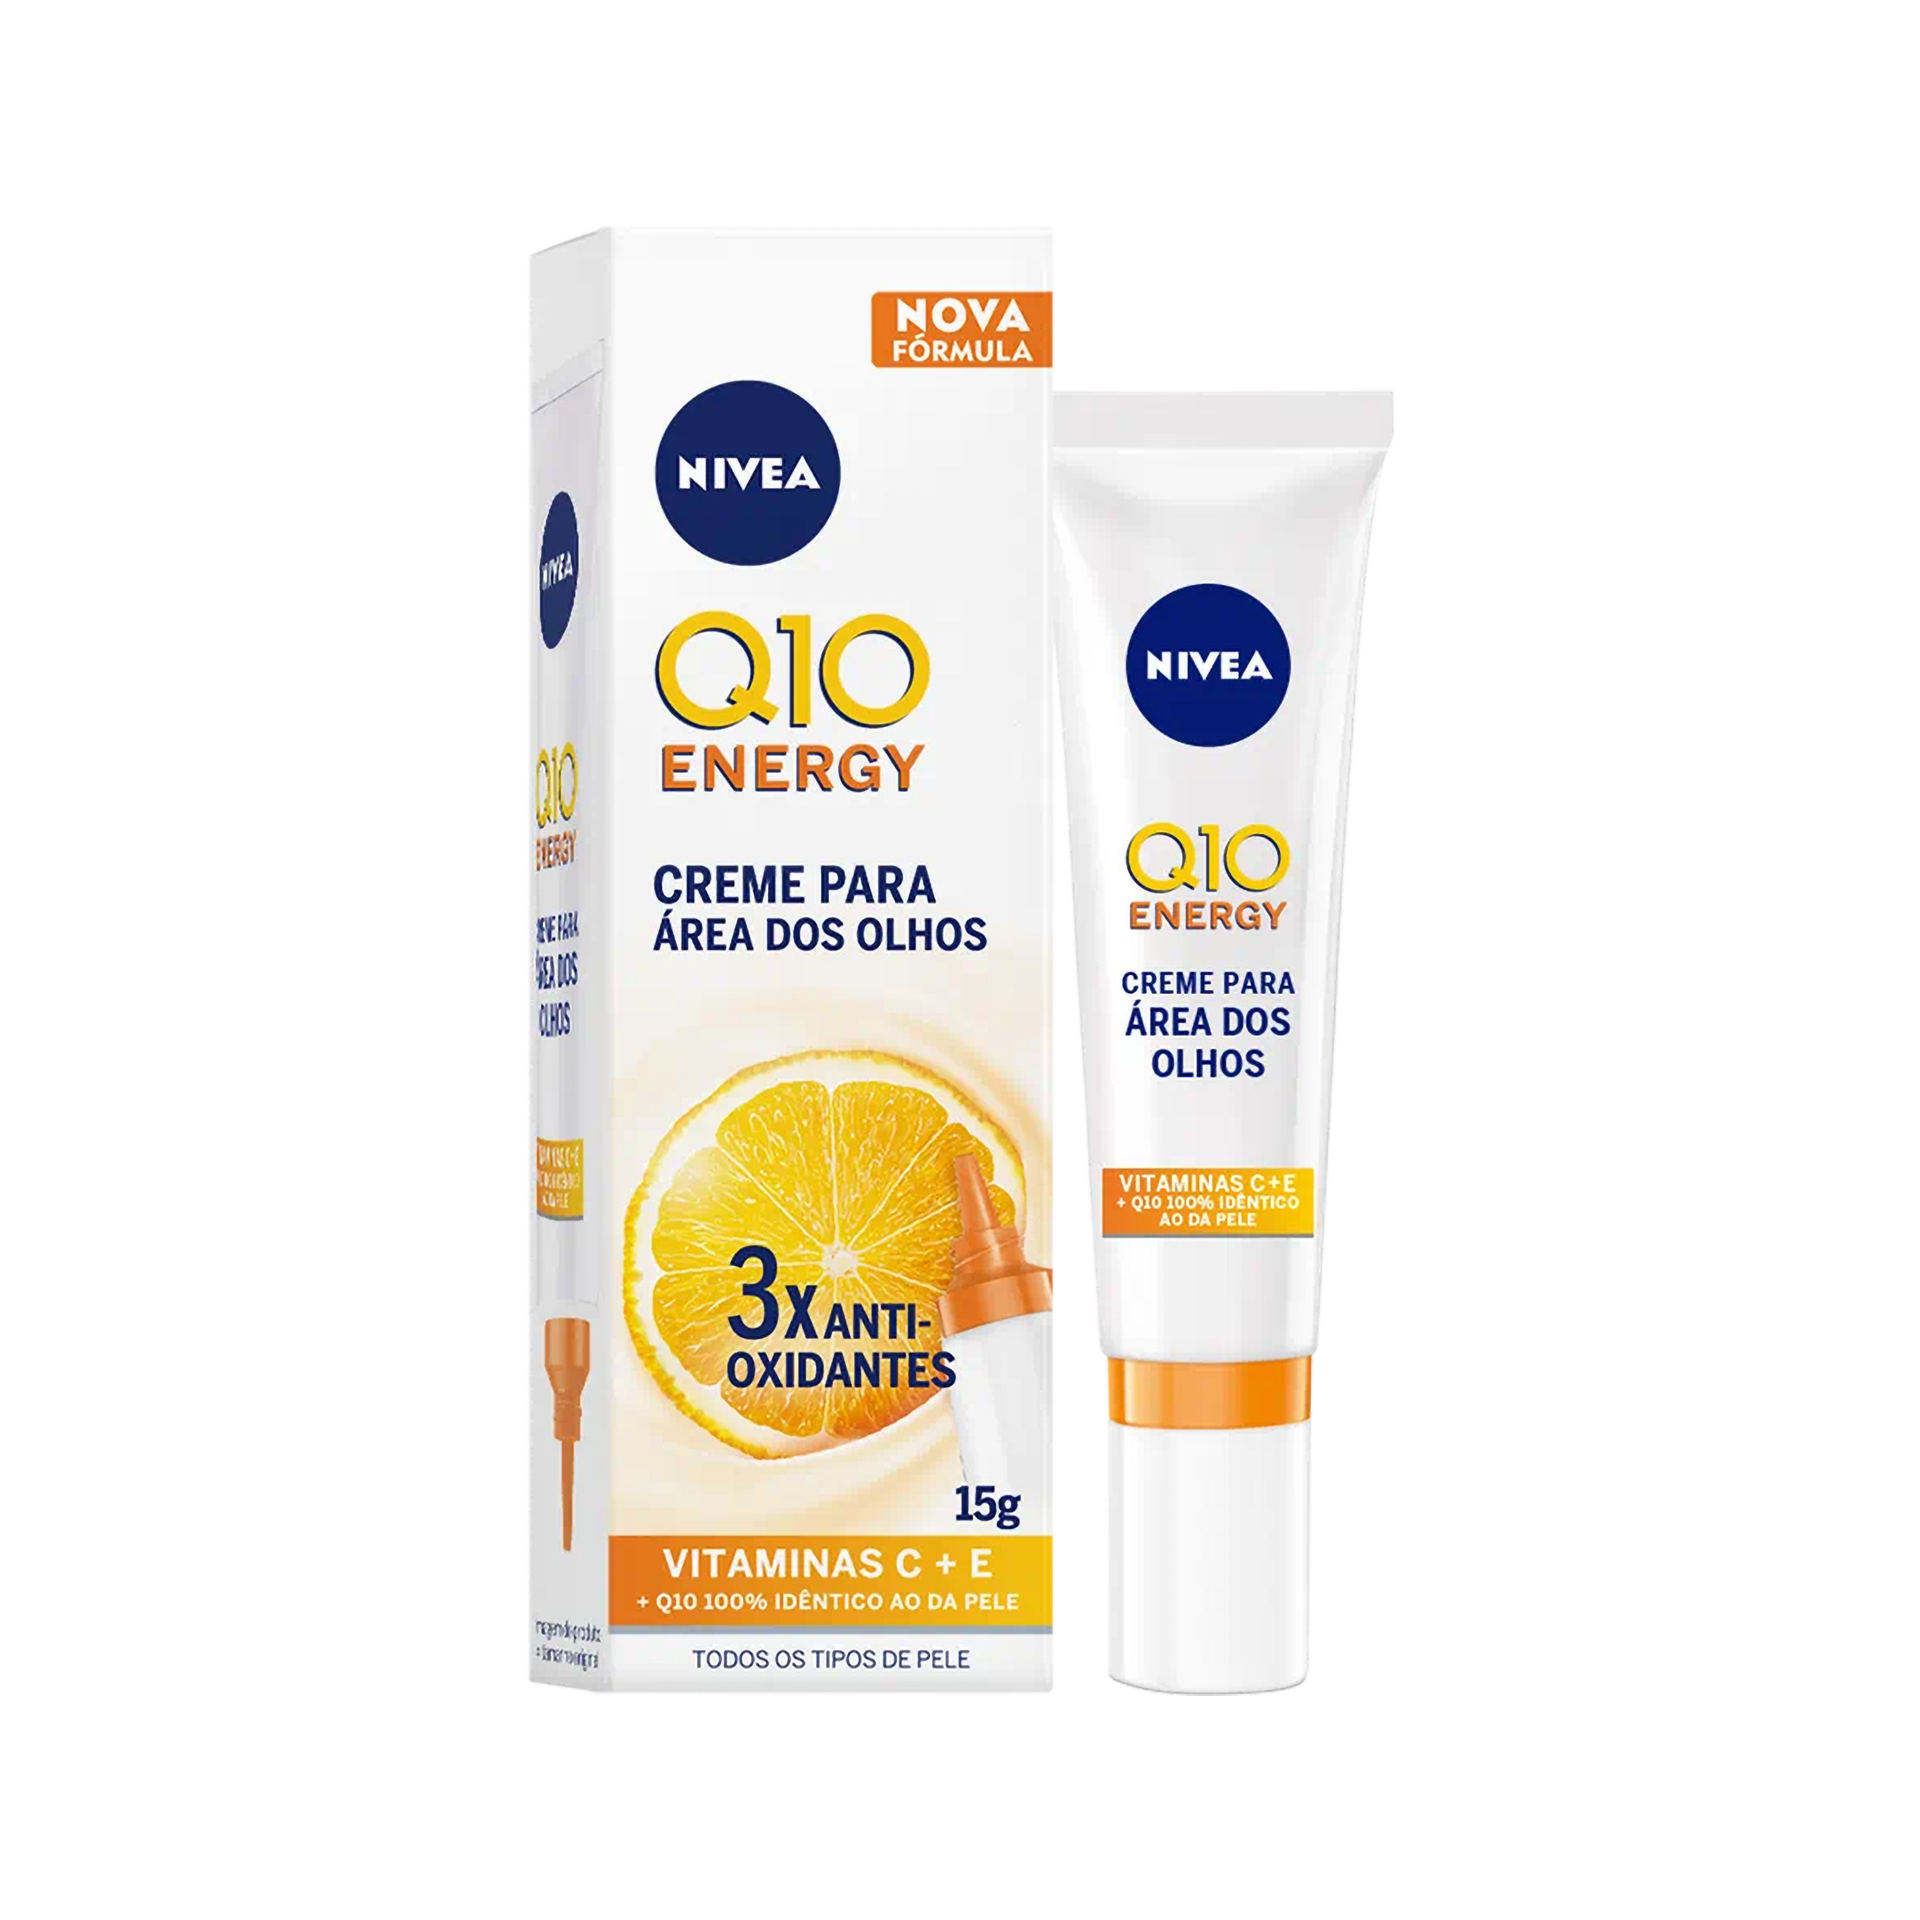 NOVA
FÓRMULA
NIVEA
Q10
ENERGY
CREME PARA
ÁREA DOS OLHOS
3x ANTI-
OXIDANTES
15g
VITAMINAS C + E
+ Q10 100% IDÊNTICO AO DA PELE
TODOS OS TIPOS DE PELE
NIVEA
Q10
ENERGY
CREME PARA
ÁREA DOS
OLHOS
NIVEA
Q10
ENERGY
CREME PARA
ÁREA DOS
OLHOS
VITAMINAS C+E
+ Q10 100% IDÊNTICO
AO DA PELE